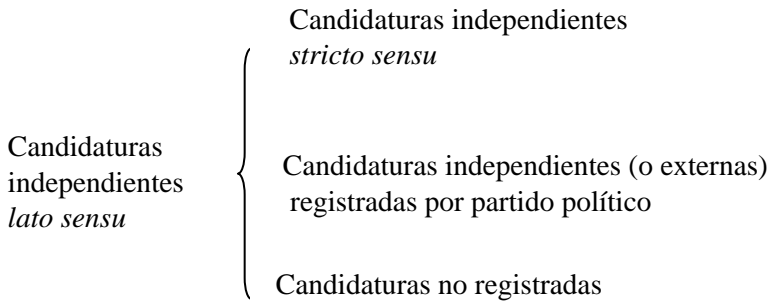 Candidaturas independientes
stricto sensu
Candidaturas
independientes
lato sensu
Candidaturas independientes (o externas)
registradas por partido político
Candidaturas no registradas